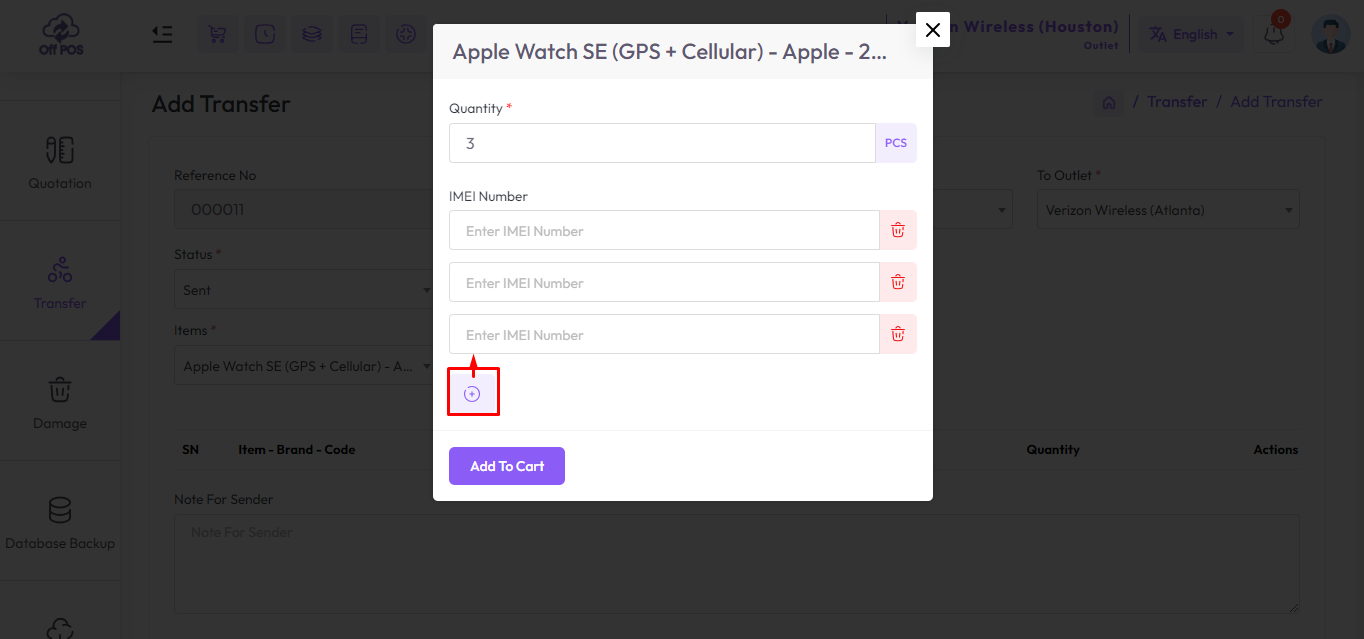 Off POS
n Wireless (Houston)
Outlet
English
0
Apple Watch SE (GPS + Cellular) - Apple - 2...
Add Transfer
/ Transfer / Add Transfer
Quantity *
3
PCS
Quotation
Reference No
To Outlet *
IMEI Number
000011
Verizon Wireless (Atlanta)
Enter IMEI Number
Status *
Sent
Enter IMEI Number
Transfer
Items *
Enter IMEI Number
Apple Watch SE (GPS + Cellular) - A...
Damage
SN
Item - Brand - Code
Quantity
Actions
Add To Cart
Note For Sender
Note For Sender
Database Backup